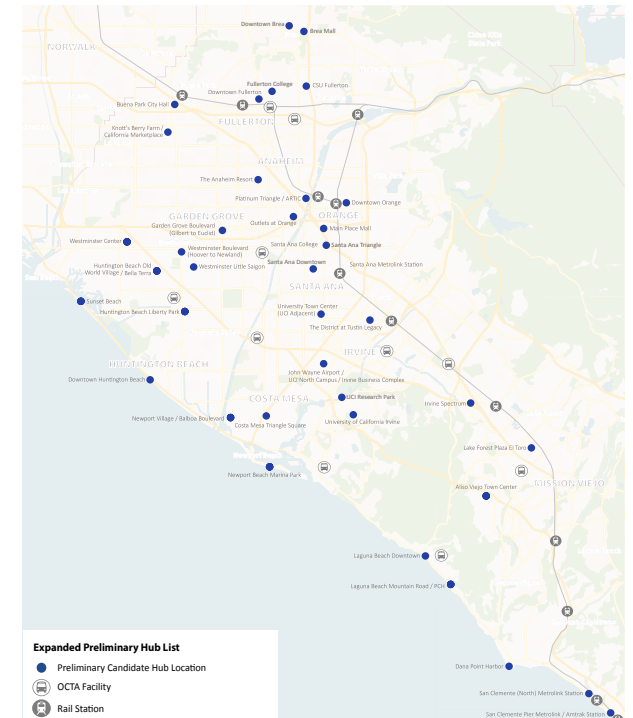 Downtown Brea
Brea Mall
NORWALK
Fullerton College
CSU Fullerton
Downtown Fullerton
Buena Park City Hall
FULLERTON
Knott's Berry Farm /
California Marketplace
ANAHEIM
The Anaheim Resort
Platinum Triangle / ARTIC
Downtown Orange
GARDEN GROVE
Outlets at Orange
ORANGE
Garden Grove Boulevard
(Gilbert to Euclid)
Main Place Mall
Westminster Center
Santa Ana College
Santa Ana Triangle
Westminster Boulevard
(Hoover to Newland)
Huntington Beach Old
World Village / Bella Terra
Westminster Little Saigon
Santa Ana Downtown
Santa Ana Metrolink Station
SANTA ANA
Sunset Beach
Huntington Beach Liberty Park
University Town Center
(UCI Adjacent)
The District at Tustin Legacy
IRVINE
HUNTINGTON BEACH
John Wayne Airport /
UCI North Campus / Irvine Business Complex
Downtown Huntington Beach
COSTA MESA
UCI Research Park
Irvine Spectrum
Newport Village / Balboa Boulevard
Costa Mesa Triangle Square
University of California Irvine
Lake Forest Plaza El Toro
Newport Beach
Newport Beach Marina Park
Aliso Viejo Town Center
MISSION VIEJO
Laguna Beach Downtown
Laguna Beach Mountain Road / PCH
Dana Point Harbor
San Clemente (North) Metrolink Station
San Clemente Pier Metrolink / Amtrak Station
Expanded Preliminary Hub List
Preliminary Candidate Hub Location
OCTA Facility
Rail Station